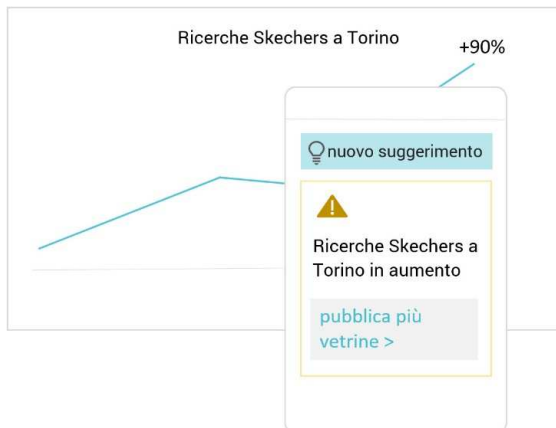 Ricerche Skechers a Torino
+90%
nuovo suggerimento
Ricerche Skechers a
Torino in aumento
pubblica più
vetrine >